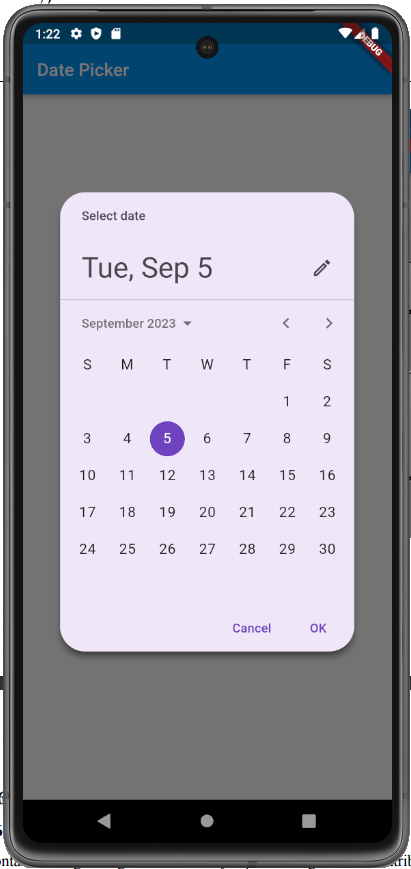 1:22
DEBUG
Date Picker
Select date
Tue, Sep 5
September 2023
S M T W T F S
1 2
3 4 5 6 7 8 9
10 11 12 13 14 15 16
17 18 19 20 21 22 23
24 25 26 27 28 29 30
Cancel OK